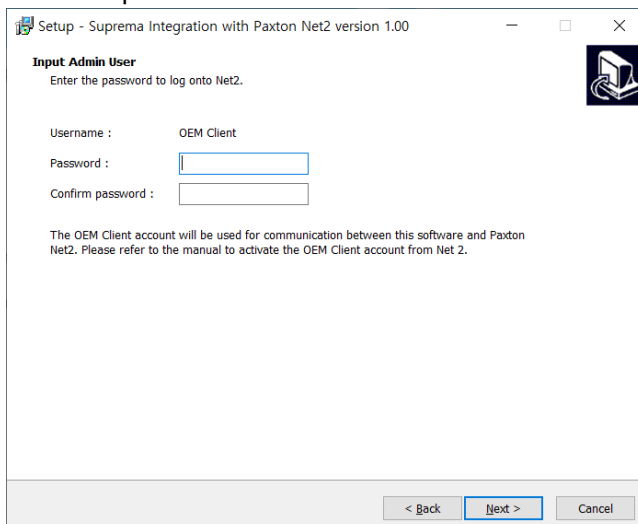 Setup - Suprema Integration with Paxton Net2 version 1.00
Input Admin User
Enter the password to log onto Net2.
Username : OEM Client
Password :
Confirm password :
The OEM Client account will be used for communication between this software and Paxton
Net2. Please refer to the manual to activate the OEM Client account from Net 2.
< Back Next > Cancel